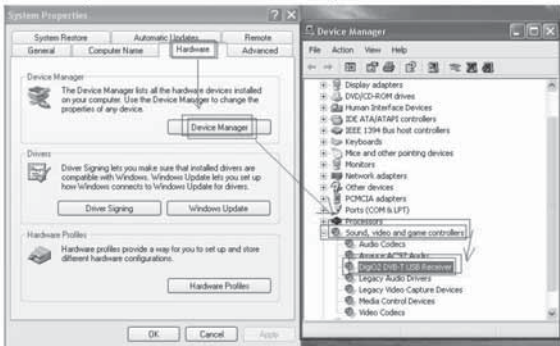 System Properties
System Restore Automatic Updates Remote
General Computer Name Hardware Advanced
Device Manager
The Device Manager lists all the hardware devices installed
on your computer. Use the Device Manager to change the
properties of any device.
Device Manager
Drivers
Driver Signing lets you make sure that installed drivers are
compatible with Windows. Windows Update lets you set up
how Windows connects to Windows Update for drivers.
Driver Signing Windows Update
Hardware Profiles
Hardware profiles provide a way for you to set up and store
different hardware configurations.
Hardware Profiles
OK Cancel Apply
Device Manager
File Action View Help
Display adapters
DVD/CD-ROM drives
Human Interface Devices
IDE ATA/ATAPI controllers
IEEE 1394 Bus host controllers
Keyboards
Mice and other pointing devices
Monitors
Network adapters
Other devices
PCMCIA adapters
Ports (COM & LPT)
Processors
Sound, video and game controllers
Audio Codecs
AC'97 Audio
DVB-T USB Receiver
Legacy Audio Drivers
Legacy Video Capture Devices
Media Control Devices
Video Codecs